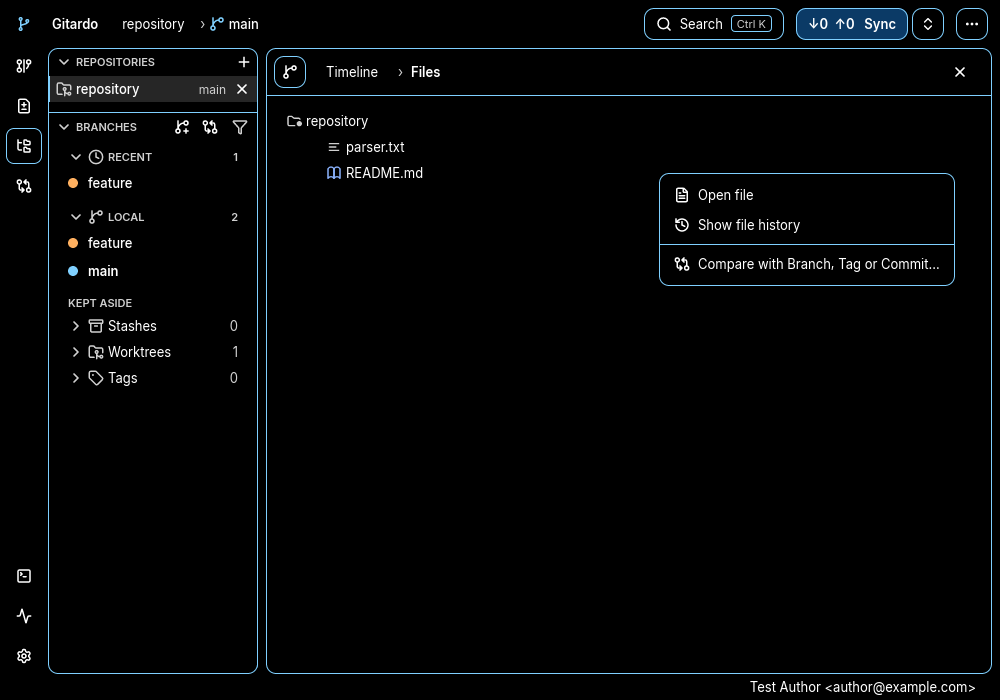 Gitardo repository › main Search Ctrl K ↓0 ↑0 Sync
REPOSITORIES
repository main
BRANCHES
RECENT 1
feature
LOCAL 2
feature
main
KEPT ASIDE
Stashes 0
Worktrees 1
Tags 0
Timeline › Files
repository
parser.txt
README.md
Open file
Show file history
Compare with Branch, Tag or Commit...
Test Author <author@example.com>